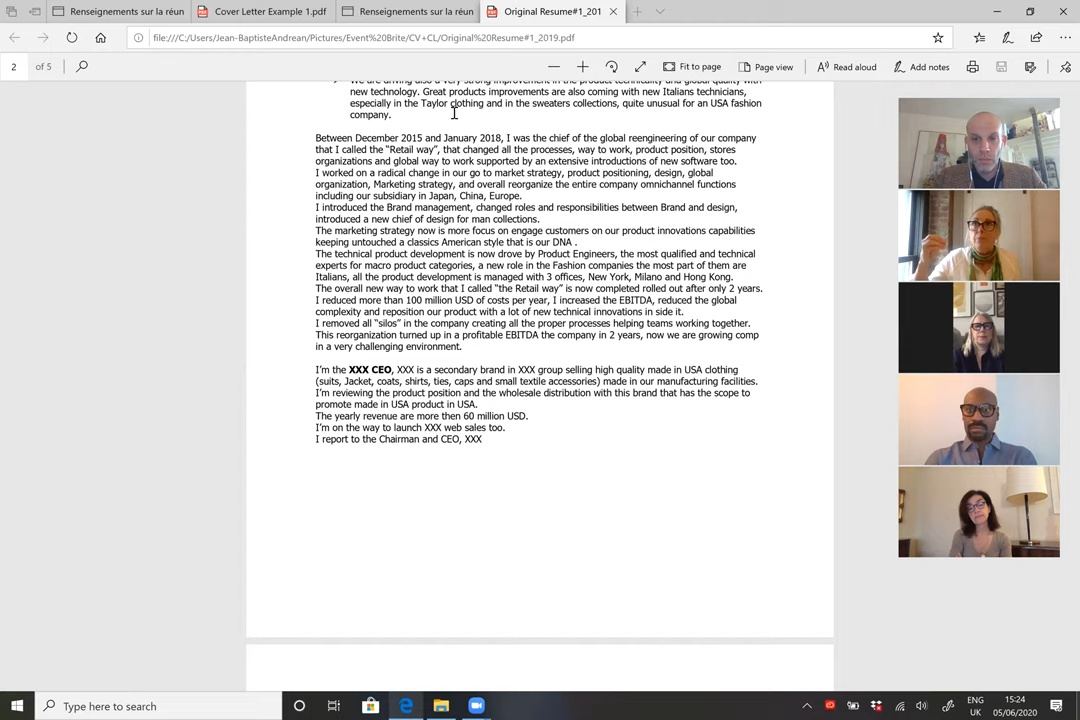 Renseignements sur la réun
Cover Letter Example 1.pdf
Renseignements sur la réun
Original Resume#1_201
file:///C:/Users/Jean-BaptisteAndrean/Pictures/Event%20Brite/CV+CL/Original%20Resume#1_2019.pdf
2 of 5
Fit to page
Page view
Read aloud
Add notes
We are driving also a very strong improvement in the product technicality and global quality with
new technology. Great products improvements are also coming with new Italians technicians,
especially in the Taylor clothing and in the sweaters collections, quite unusual for an USA fashion
company.
Between December 2015 and January 2018, I was the chief of the global reengineering of our company
that I called the “Retail way”, that changed all the processes, way to work, product position, stores
organizations and global way to work supported by an extensive introductions of new software too.
I worked on a radical change in our go to market strategy, product positioning, design, global
organization, Marketing strategy, and overall reorganize the entire company omnichannel functions
including our subsidiary in Japan, China, Europe.
I introduced the Brand management, changed roles and responsibilities between Brand and design,
introduced a new chief of design for man collections.
The marketing strategy now is more focus on engage customers on our product innovations capabilities
keeping untouched a classics American style that is our DNA .
The technical product development is now drove by Product Engineers, the most qualified and technical
experts for macro product categories, a new role in the Fashion companies the most part of them are
Italians, all the product development is managed with 3 offices, New York, Milano and Hong Kong.
The overall new way to work that I called “the Retail way” is now completed rolled out after only 2 years.
I reduced more than 100 million USD of costs per year, I increased the EBITDA, reduced the global
complexity and reposition our product with a lot of new technical innovations in side it.
I removed all “silos” in the company creating all the proper processes helping teams working together.
This reorganization turned up in a profitable EBITDA the company in 2 years, now we are growing comp
in a very challenging environment.
I’m the XXX CEO, XXX is a secondary brand in XXX group selling high quality made in USA clothing
(suits, Jacket, coats, shirts, ties, caps and small textile accessories) made in our manufacturing facilities.
I’m reviewing the product position and the wholesale distribution with this brand that has the scope to
promote made in USA product in USA.
The yearly revenue are more then 60 million USD.
I’m on the way to launch XXX web sales too.
I report to the Chairman and CEO, XXX
Type here to search
ENG
UK
15:24
05/06/2020